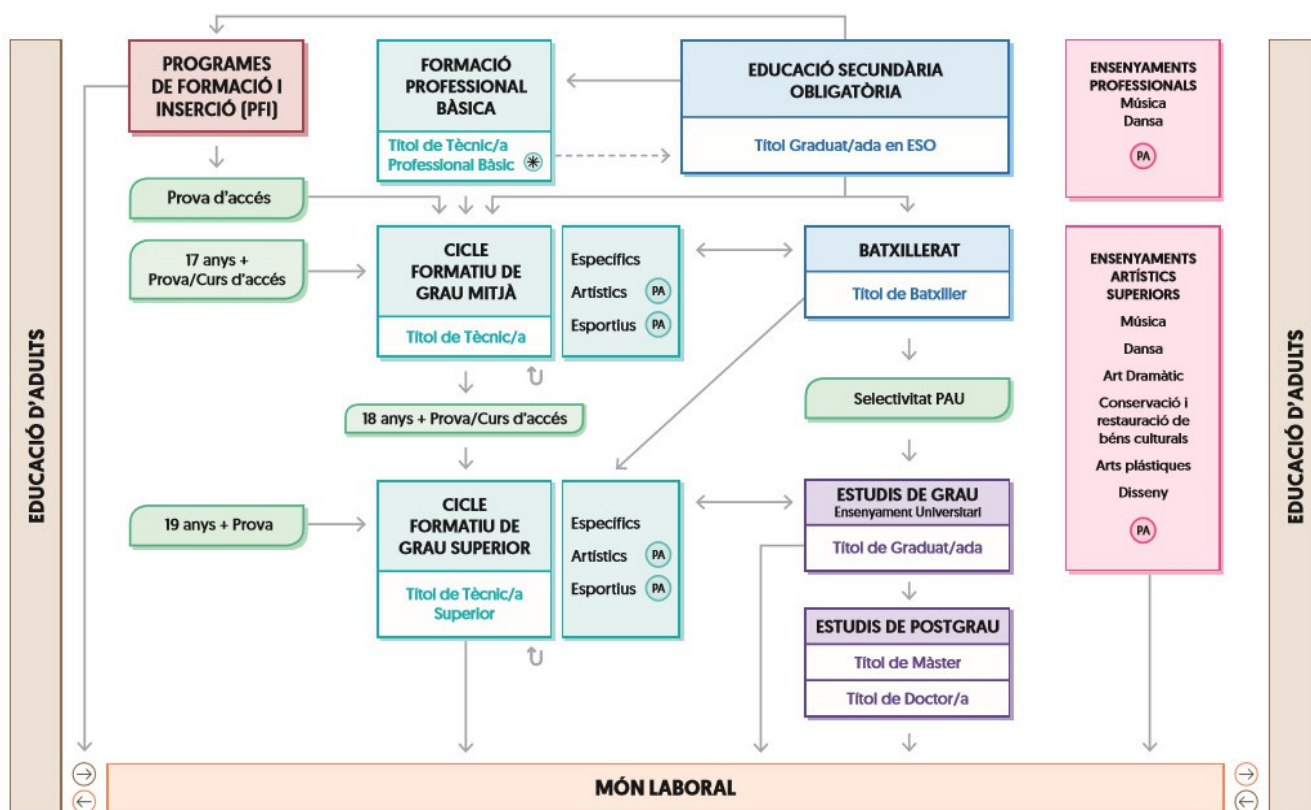 EDUCACIÓ D'ADULTS
PROGRAMES
DE FORMACIÓ I
INSERCIÓ (PFI)
FORMACIÓ
PROFESSIONAL
BÀSICA
Títol de Tècnic/a
Professional Bàsic *
EDUCACIÓ SECUNDÀRIA
OBLIGATÒRIA
Títol Graduat/ada en ESO
ENSENYAMENTS
PROFESSIONALS
Música
Dansa
PA
Prova d'accés
17 anys +
Prova/Curs d'accés
CICLE
FORMATIU DE
GRAU MITJÀ
Títol de Tècnic/a
Específics
Artístics PA
Esportius PA
BATXILLERAT
Títol de Batxiller
ENSENYAMENTS
ARTÍSTICS
SUPERIORS
Música
Dansa
Art Dramàtic
Conservació i
restauració de
béns culturals
Arts plástiques
Disseny
PA
18 anys + Prova/Curs d'accés
Selectivitat PAU
19 anys + Prova
CICLE
FORMATIU DE
GRAU SUPERIOR
Títol de Tècnic/a
Superior
Específics
Artístics PA
Esportius PA
ESTUDIS DE GRAU
Ensenyament Universitari
Títol de Graduat/ada
ESTUDIS DE POSTGRAU
Títol de Màster
Títol de Doctor/a
MÓN LABORAL
EDUCACIÓ D'ADULTS